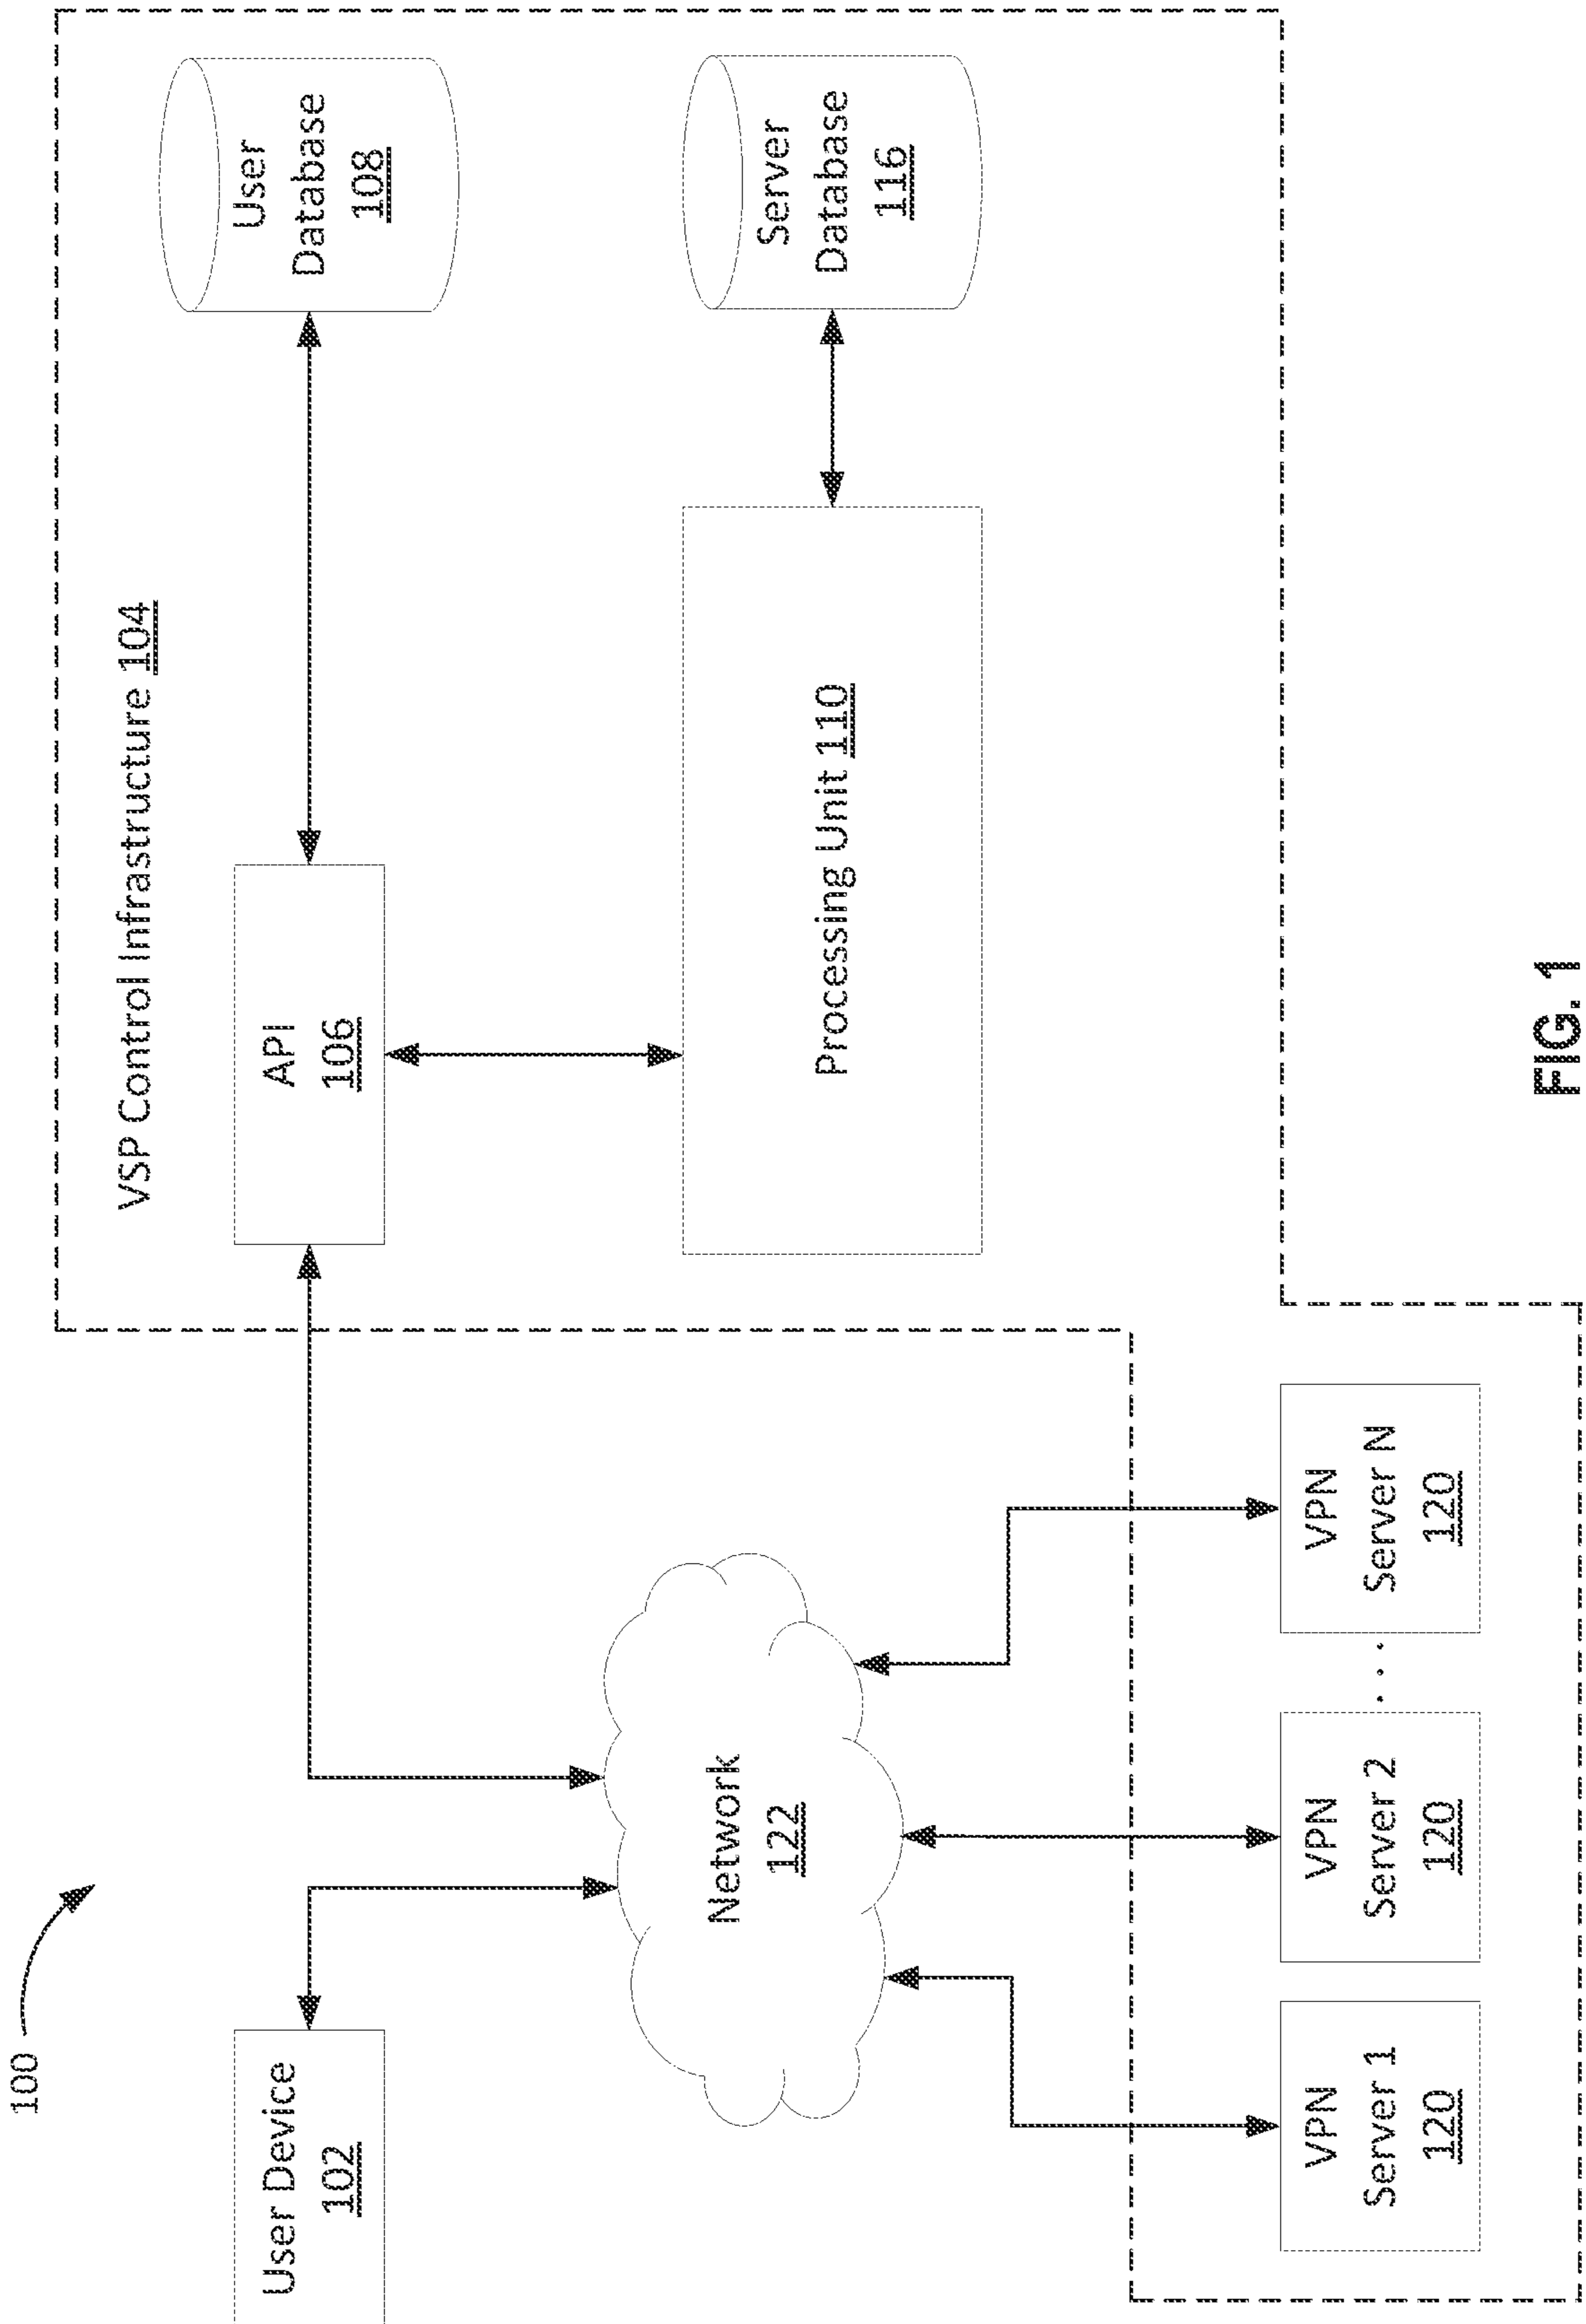 100
User Device
102
VSP Control Infrastructure 104
API
106
User
Database
108
Network
122
Processing Unit 110
Server
Database
116
VPN
Server 1
120
VPN
Server 2
120
...
VPN
Server N
120
FIG. 1